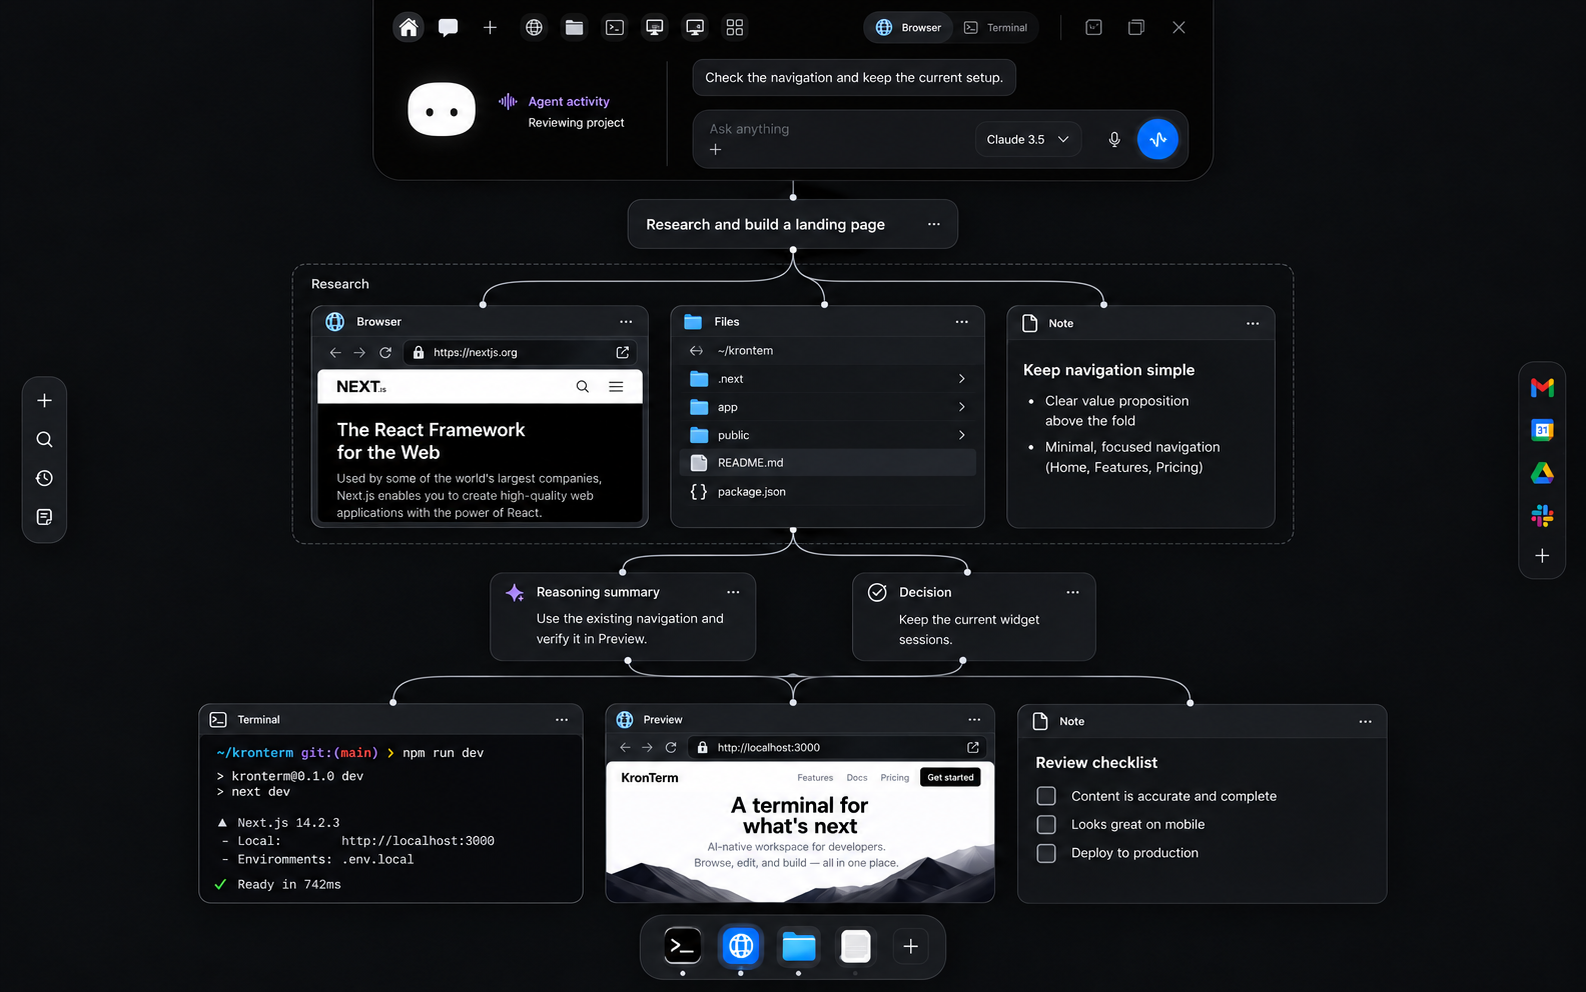 Browser
Terminal
Agent activity
Reviewing project
Check the navigation and keep the current setup.
Ask anything
Claude 3.5
Research and build a landing page
Research
Browser
https://nextjs.org
NEXT.JS
The React Framework
for the Web
Used by some of the world's largest companies,
Next.js enables you to create high-quality web
applications with the power of React.
Files
~/krontem
.next
app
public
README.md
package.json
Note
Keep navigation simple
• Clear value proposition
above the fold
• Minimal, focused navigation
(Home, Features, Pricing)
31
Reasoning summary
Use the existing navigation and
verify it in Preview.
Decision
Keep the current widget
sessions.
Terminal
~/kronterm git:(main) > npm run dev
> kronterm@0.1.0 dev
> next dev
▲ Next.js 14.2.3
- Local: http://localhost:3000
- Enviromments: .env.local
✓ Ready in 742ms
Preview
http://localhost:3000
KronTerm
Features Docs Pricing Get started
A terminal for
what's next
AI-native workspace for developers.
Browse, edit, and build — all in one place.
Note
Review checklist
Content is accurate and complete
Looks great on mobile
Deploy to production